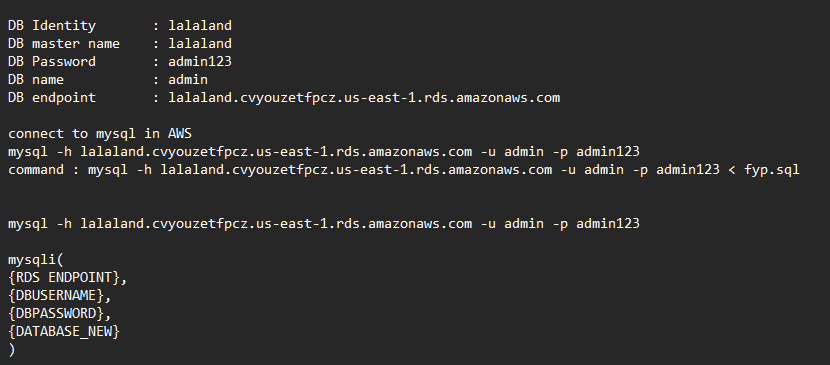 DB Identity : lalaland
DB master name : lalaland
DB Password : admin123
DB name : admin
DB endpoint : lalaland.cvyouzetfpcz.us-east-1.rds.amazonaws.com
connect to mysql in AWS
mysql -h lalaland.cvyouzetfpcz.us-east-1.rds.amazonaws.com -u admin -p admin123
command : mysql -h lalaland.cvyouzetfpcz.us-east-1.rds.amazonaws.com -u admin -p admin123 < fyp.sql
mysql -h lalaland.cvyouzetfpcz.us-east-1.rds.amazonaws.com -u admin -p admin123
mysqli(
{RDS ENDPOINT},
{DBUSERNAME},
{DBPASSWORD},
{DATABASE_NEW}
)